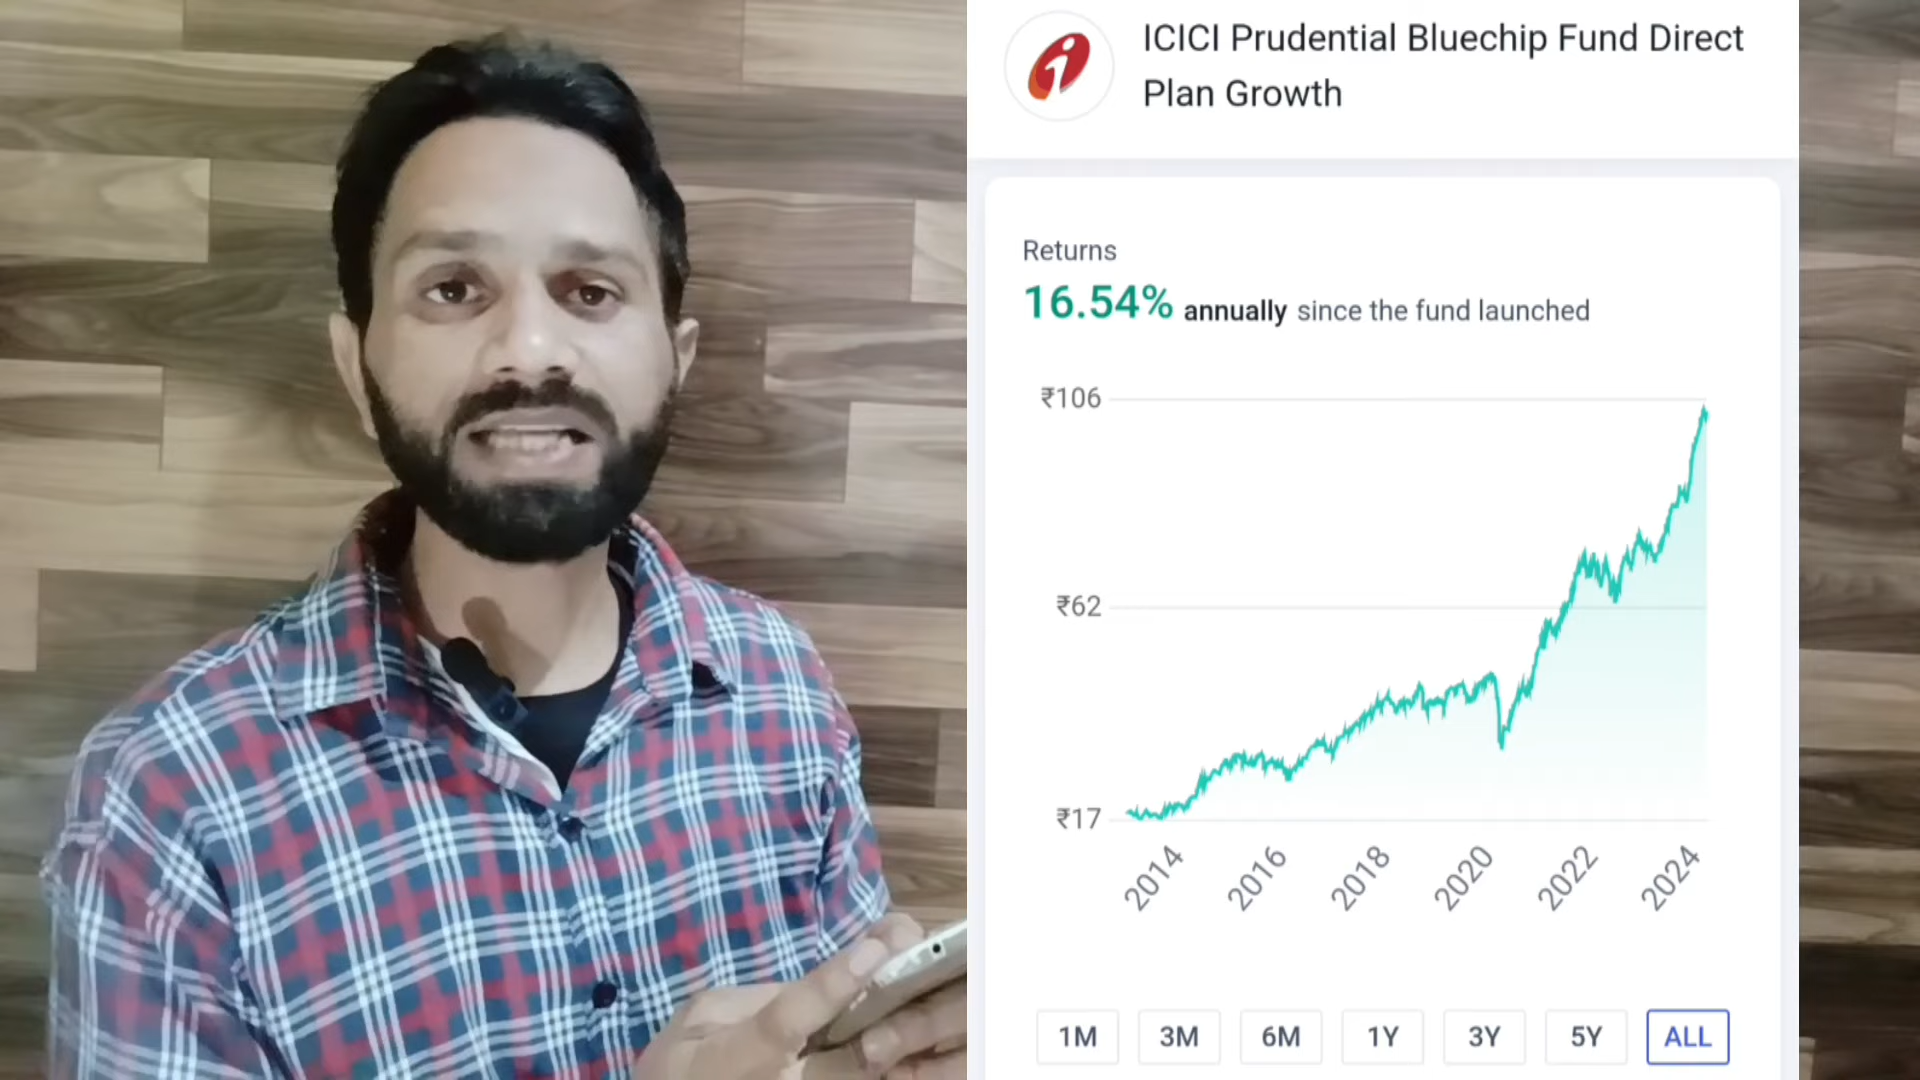 ICICI Prudential Bluechip Fund Direct
Plan Growth
Returns
16.54% annually since the fund launched
₹106
₹62
₹17
2014 2016 2018 2020 2022 2024
1M 3M 6M 1Y 3Y 5Y ALL